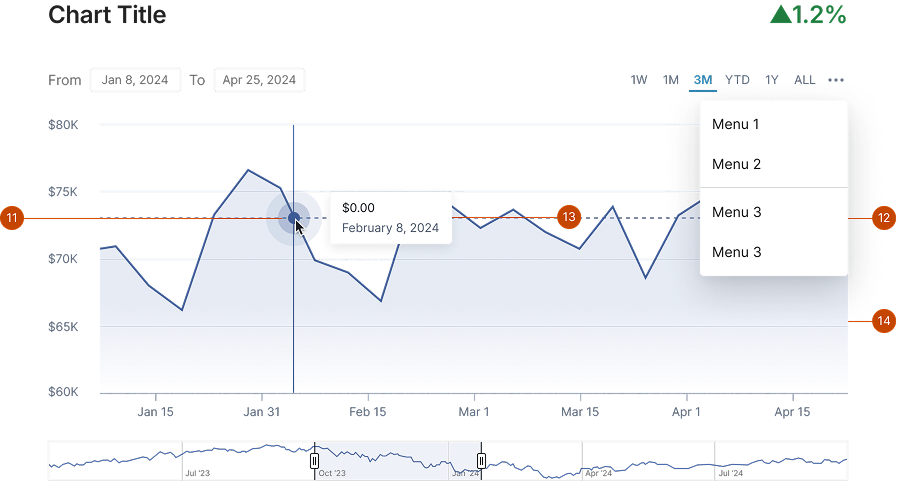 Chart Title
▲1.2%
From Jan 8, 2024 To Apr 25, 2024
1W 1M 3M YTD 1Y ALL •••
Menu 1
Menu 2
Menu 3
Menu 3
$80K
$75K
$70K
$65K
$60K
11
$0.00
February 8, 2024
13
12
14
Jan 15 Jan 31 Feb 15 Mar 1 Mar 15 Apr 1 Apr 15
Jul '23 Oct '23 Jan '24 Apr '24 Jul '24